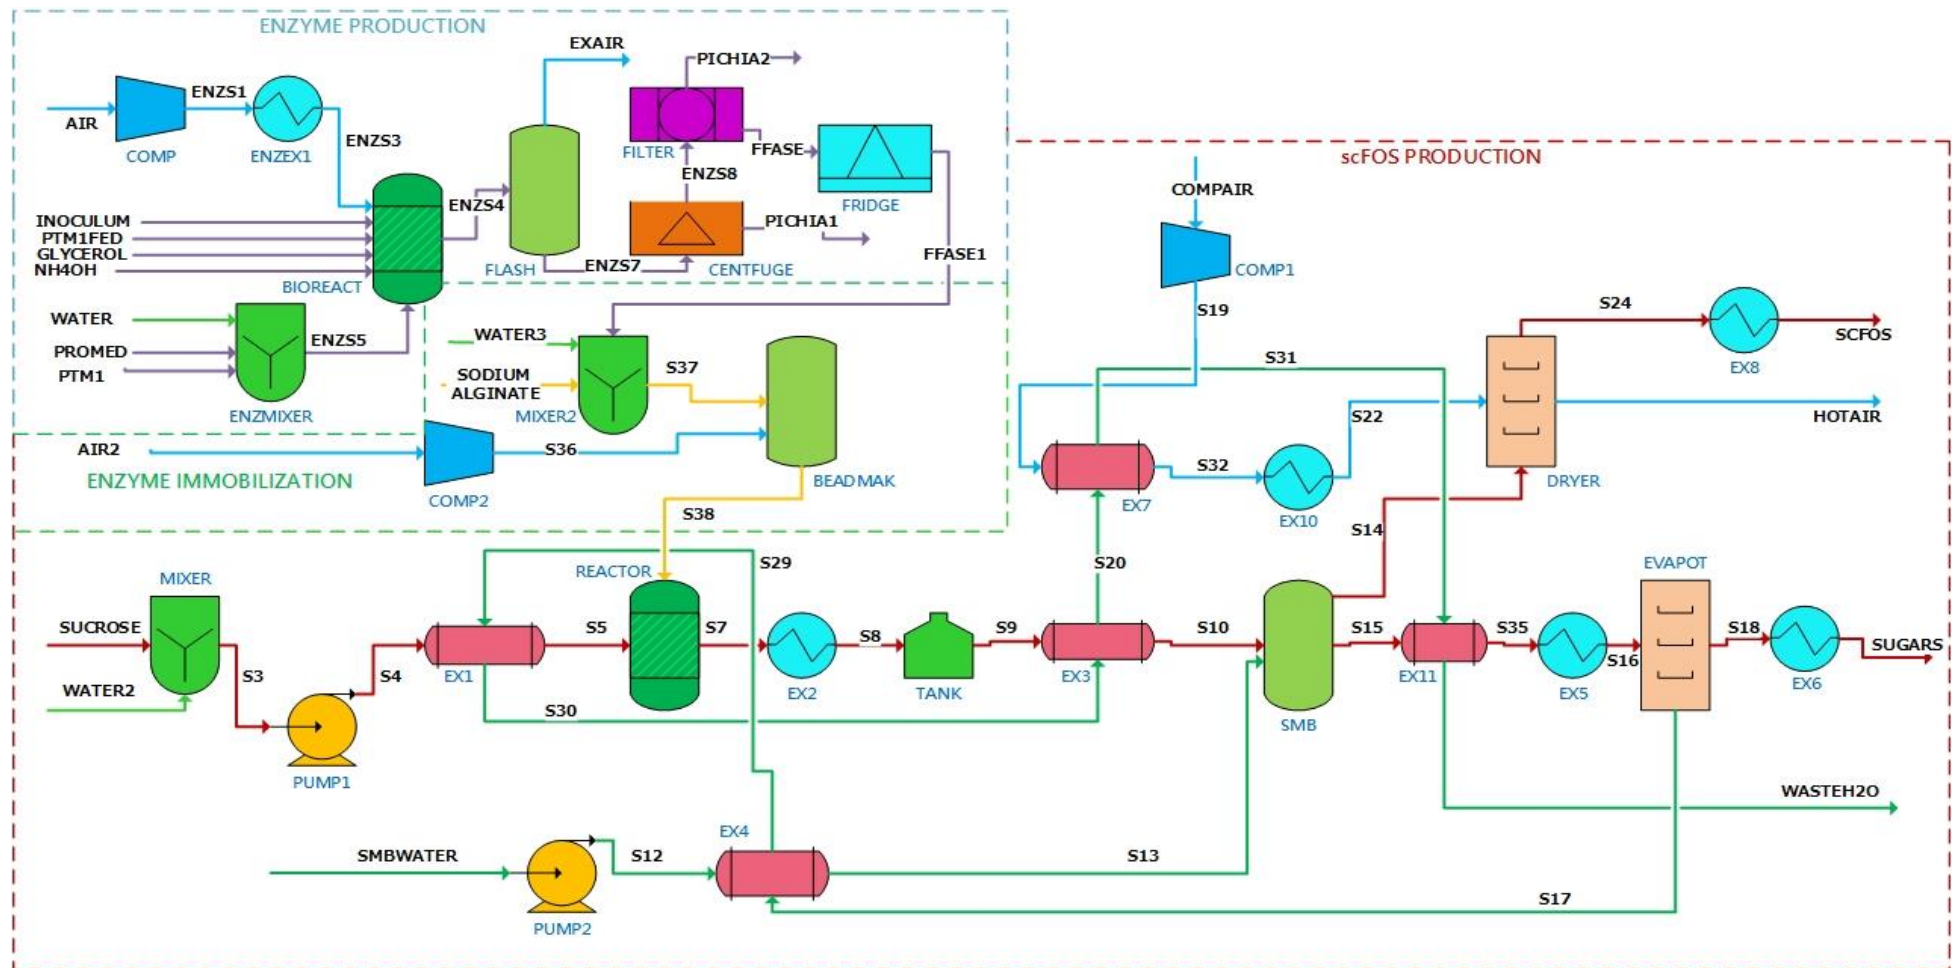 ENZYME PRODUCTION
EXAIR
PICHIA2
ENZS1
AIR
COMP
ENZEX1
ENZS3
FILTER
FFASE
ENZS8
FRIDGE
INOCULUM
PTM1FED
GLYCEROL
NH4OH
BIOREACT
ENZS4
FLASH
ENZS7
PICHIA1
CENTFUGE
FFASE1
WATER
PROMED
PTM1
ENZS5
ENZMIXER
WATER3
SODIUM
ALGINATE
MIXER2
S37
AIR2
S36
COMP2
BEADMAK
ENZYME IMMOBILIZATION
S38
scFOS PRODUCTION
COMPAIR
COMP1
S19
S31
S24
EX8
SCFOS
S22
HOTAIR
S32
EX7
EX10
DRYER
S14
MIXER
SUCROSE
WATER2
S3
PUMP1
S4
EX1
S5
REACTOR
S7
S29
S30
EX2
S8
TANK
S9
EX3
S20
S10
SMB
S15
EX11
S35
EX5
S16
EVAPOT
S18
EX6
SUGARS
WASTEH2O
SMBWATER
PUMP2
S12
EX4
S13
S17